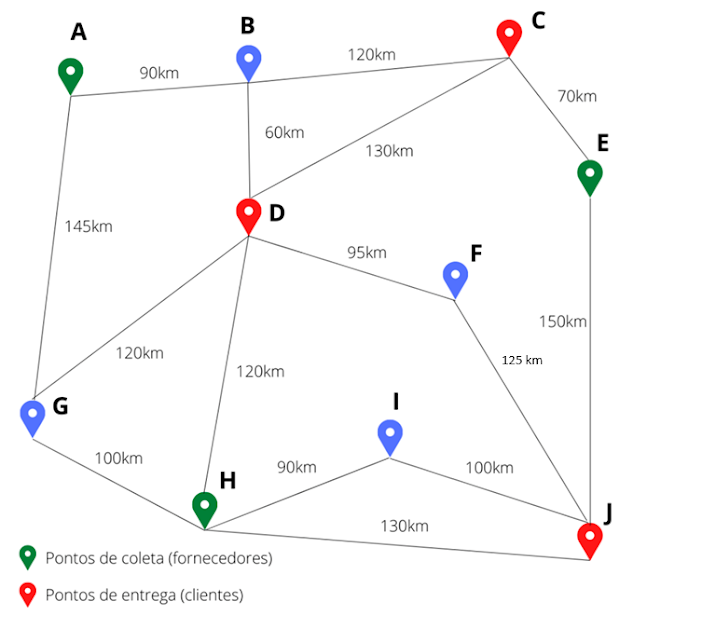 A
B
C
90km
120km
70km
60km
130km
E
D
145km
95km
F
150km
120km
125 km
120km
G
I
100km
90km
100km
H
J
130km
Pontos de coleta (fornecedores)
Pontos de entrega (clientes)